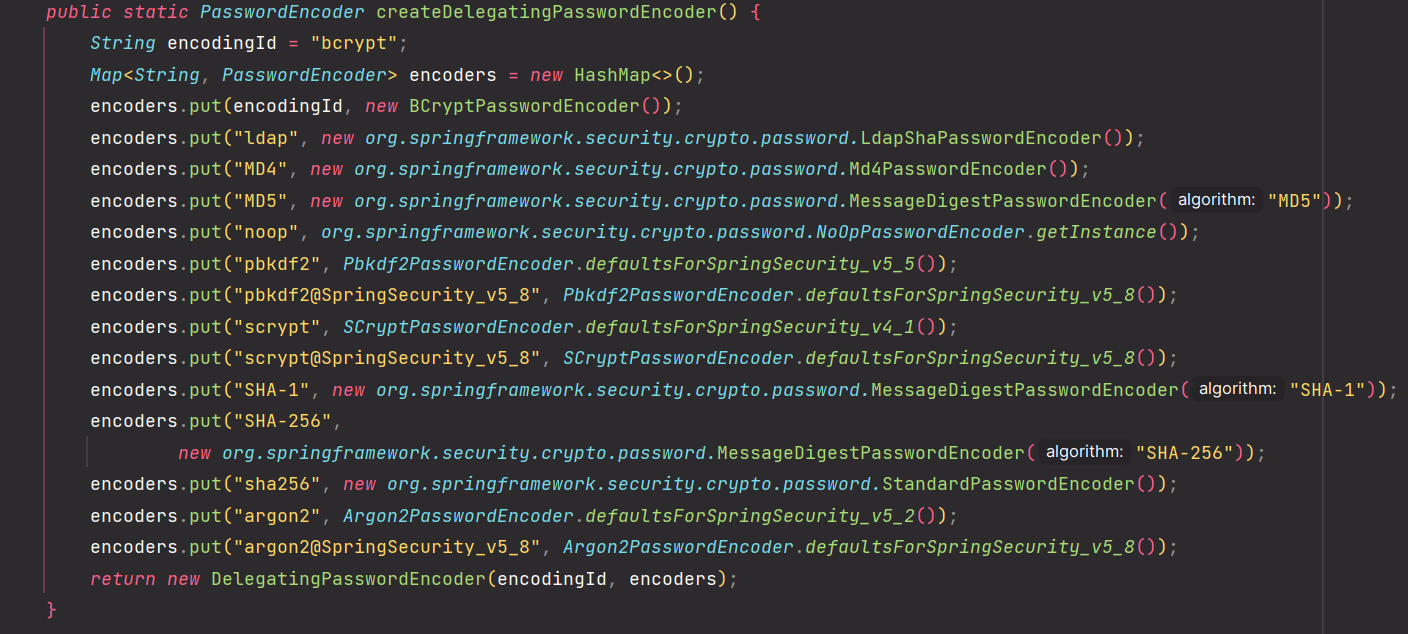 public static PasswordEncoder createDelegatingPasswordEncoder() {
String encodingId = "bcrypt";
Map<String, PasswordEncoder> encoders = new HashMap<>();
encoders.put(encodingId, new BCryptPasswordEncoder());
encoders.put("ldap", new org.springframework.security.crypto.password.LdapShaPasswordEncoder());
encoders.put("MD4", new org.springframework.security.crypto.password.Md4PasswordEncoder());
encoders.put("MD5", new org.springframework.security.crypto.password.MessageDigestPasswordEncoder( algorithm: "MD5"));
encoders.put("noop", org.springframework.security.crypto.password.NoOpPasswordEncoder.getInstance());
encoders.put("pbkdf2", Pbkdf2PasswordEncoder.defaultsForSpringSecurity_v5_5());
encoders.put("pbkdf2@SpringSecurity_v5_8", Pbkdf2PasswordEncoder.defaultsForSpringSecurity_v5_8());
encoders.put("scrypt", SCryptPasswordEncoder.defaultsForSpringSecurity_v4_1());
encoders.put("scrypt@SpringSecurity_v5_8", SCryptPasswordEncoder.defaultsForSpringSecurity_v5_8());
encoders.put("SHA-1", new org.springframework.security.crypto.password.MessageDigestPasswordEncoder( algorithm: "SHA-1"));
encoders.put("SHA-256",
new org.springframework.security.crypto.password.MessageDigestPasswordEncoder( algorithm: "SHA-256"));
encoders.put("sha256", new org.springframework.security.crypto.password.StandardPasswordEncoder());
encoders.put("argon2", Argon2PasswordEncoder.defaultsForSpringSecurity_v5_2());
encoders.put("argon2@SpringSecurity_v5_8", Argon2PasswordEncoder.defaultsForSpringSecurity_v5_8());
return new DelegatingPasswordEncoder(encodingId, encoders);
}